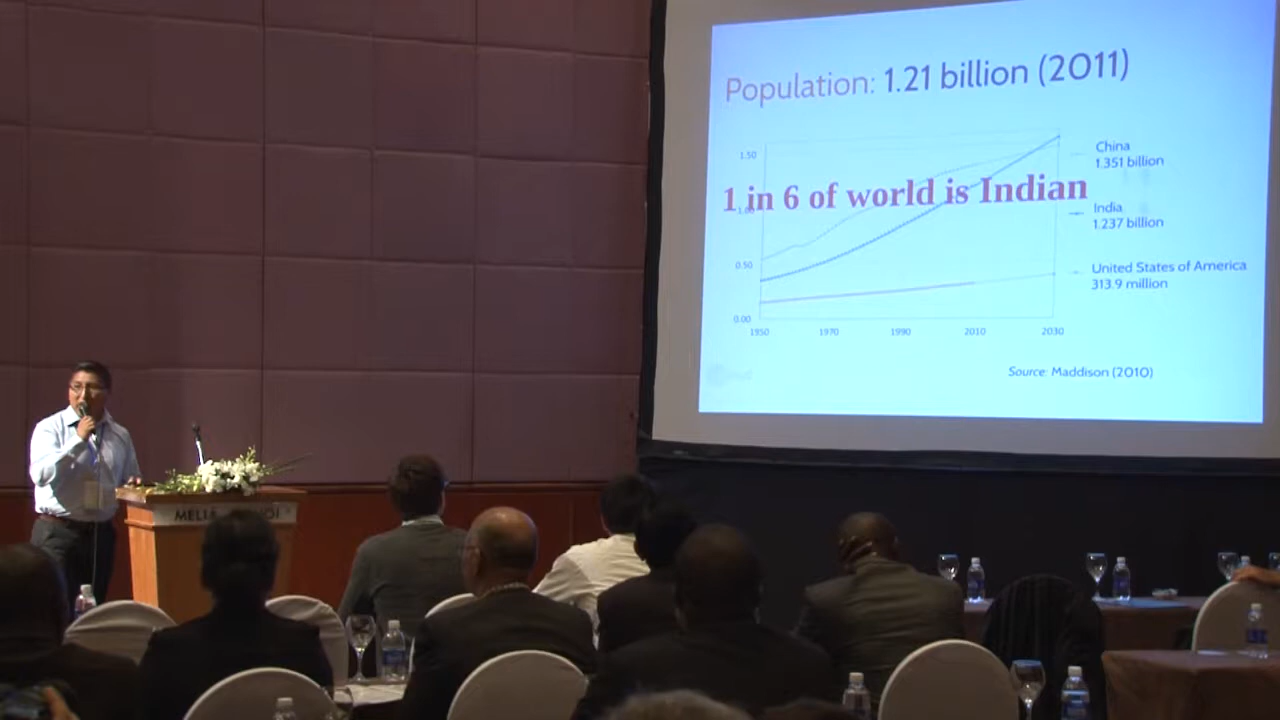 Population: 1.21 billion (2011)
1.50
China
1.351 billion
1 in 6 of world is Indian
1.00
India
1.237 billion
0.50
United States of America
313.9 million
0.00
1950 1970 1990 2010 2030
Source: Maddison (2010)